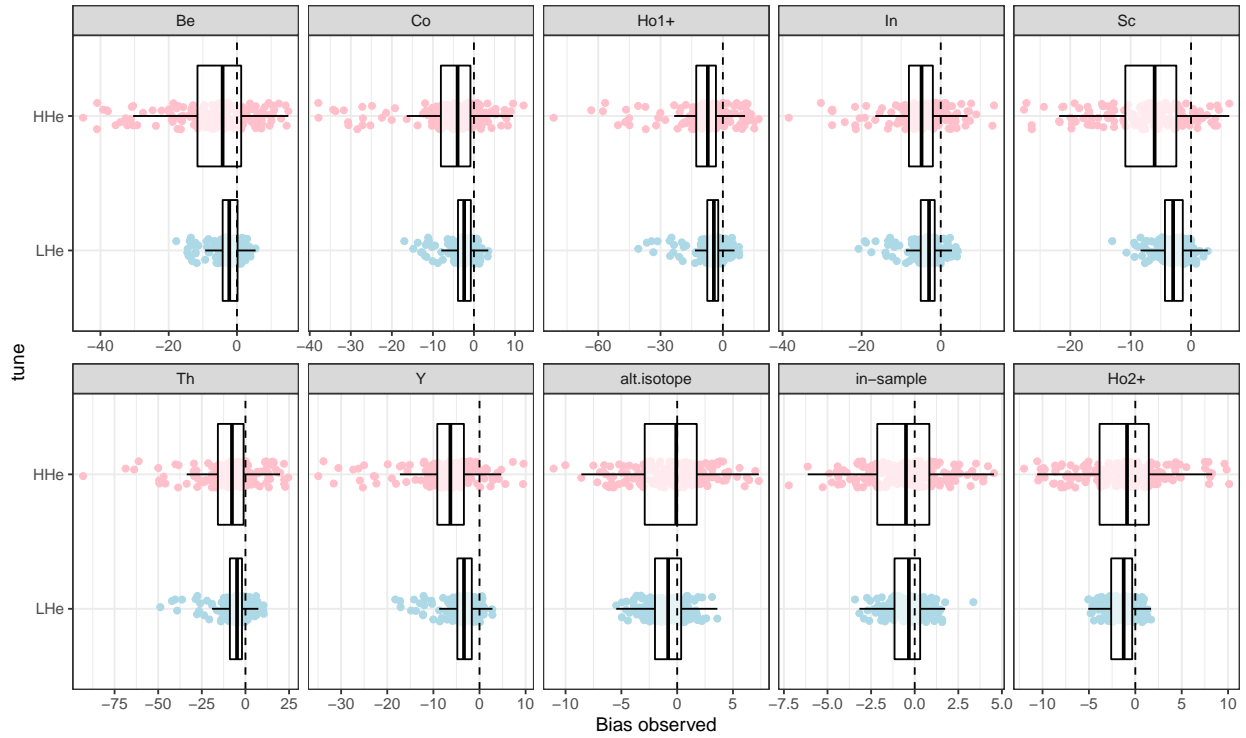 Be Co Ho1+ In Sc
HHe
LHe
−40 −20 0 −40 −30 −20 −10 0 10 −60 −30 0 −40 −20 0 −20 −10 0
tune
Th Y alt.isotope in−sample Ho2+
HHe
LHe
−75 −50 −25 0 25 −30 −20 −10 0 10 −10 −5 0 5 −7.5 −5.0 −2.5 0.0 2.5 5.0 −10 −5 0 5 10
Bias observed